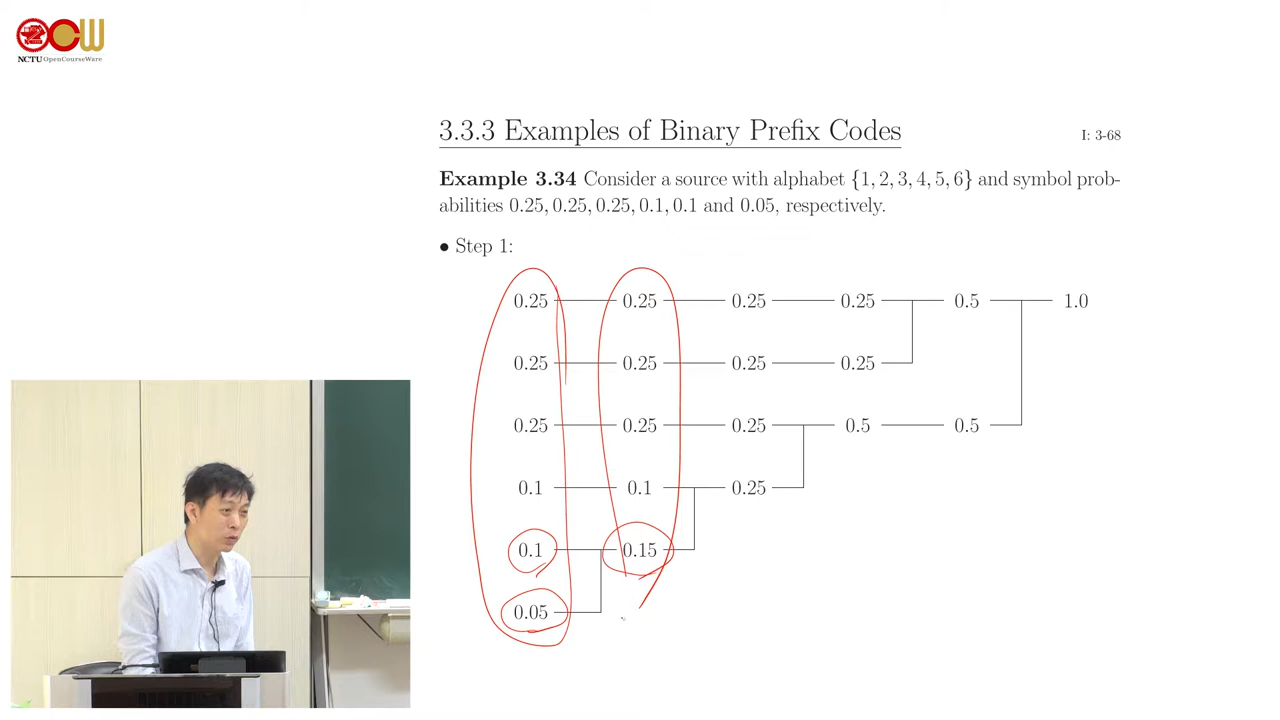 NCTU OpenCourseWare
3.3.3 Examples of Binary Prefix Codes
I: 3-68
Example 3.34 Consider a source with alphabet {1, 2, 3, 4, 5, 6} and symbol prob-
abilities 0.25, 0.25, 0.25, 0.1, 0.1 and 0.05, respectively.
• Step 1:
0.25 0.25 0.25 0.25 0.5 1.0
0.25 0.25 0.25 0.25
0.25 0.25 0.25 0.5 0.5
0.1 0.1 0.25
0.1 0.15
0.05